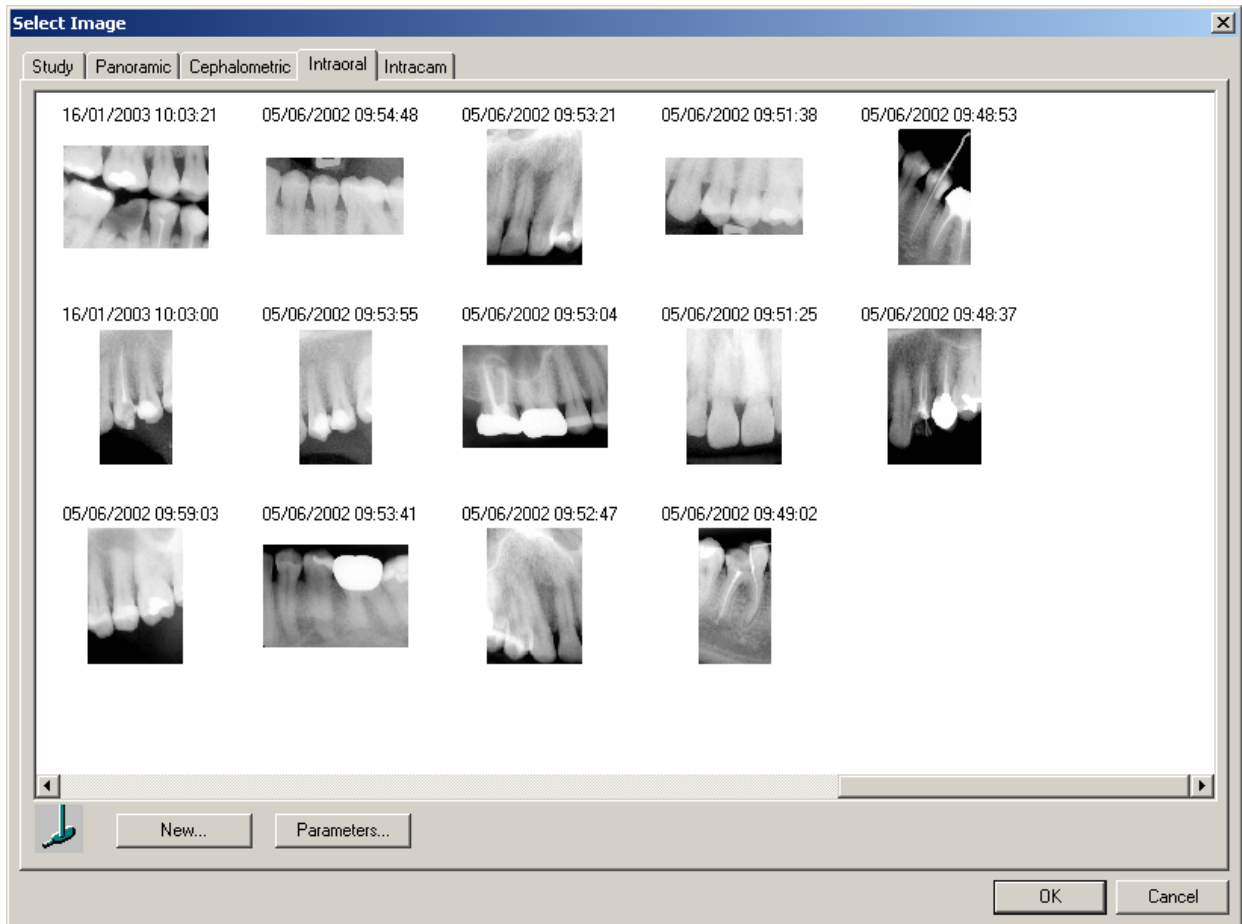 Select Image
Study Panoramic Cephalometric Intraoral Intracam
16/01/2003 10:03:21 05/06/2002 09:54:48 05/06/2002 09:53:21 05/06/2002 09:51:38 05/06/2002 09:48:53
16/01/2003 10:03:00 05/06/2002 09:53:55 05/06/2002 09:53:04 05/06/2002 09:51:25 05/06/2002 09:48:37
05/06/2002 09:59:03 05/06/2002 09:53:41 05/06/2002 09:52:47 05/06/2002 09:49:02
New... Parameters...
OK Cancel